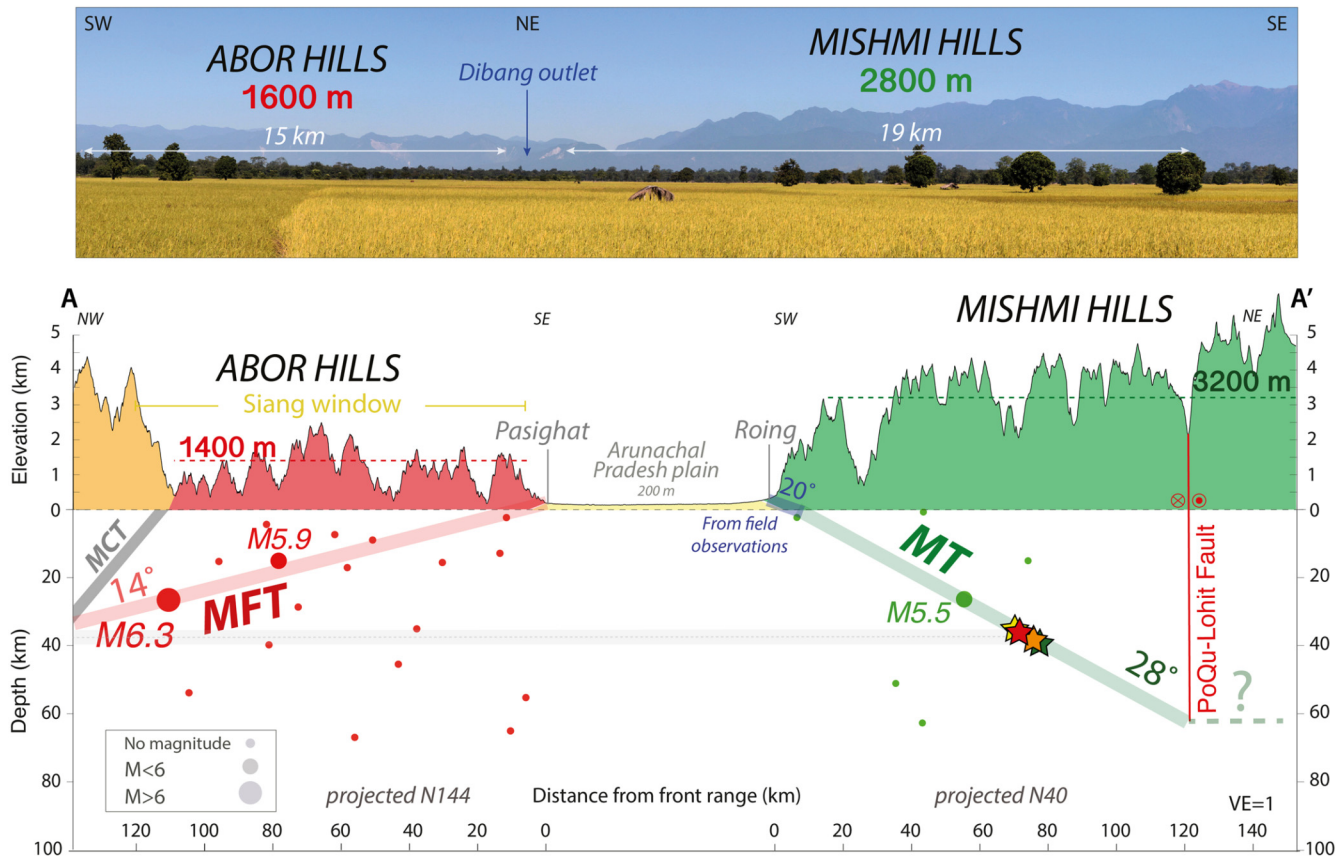 SW
NE
SE
ABOR HILLS
1600 m
Dibang outlet
MISHMI HILLS
2800 m
15 km
19 km
A
A'
NW
SE
SW
NE
MISHMI HILLS
ABOR HILLS
Siang window
3200 m
1400 m
Pasighat
Arunachal
Pradesh plain
200 m
Roing
Elevation (km)
5
4
3
2
1
0
5
4
3
2
1
0
20°
From field
observations
MCT
14°
M5.9
MFT
M6.3
MT
M5.5
28°
PoQu-Lohit Fault
?
Depth (km)
20
40
60
80
100
20
40
60
80
100
No magnitude
M<6
M>6
projected N144
Distance from front range (km)
projected N40
VE=1
120 100 80 60 40 20 0
0 20 40 60 80 100 120 140